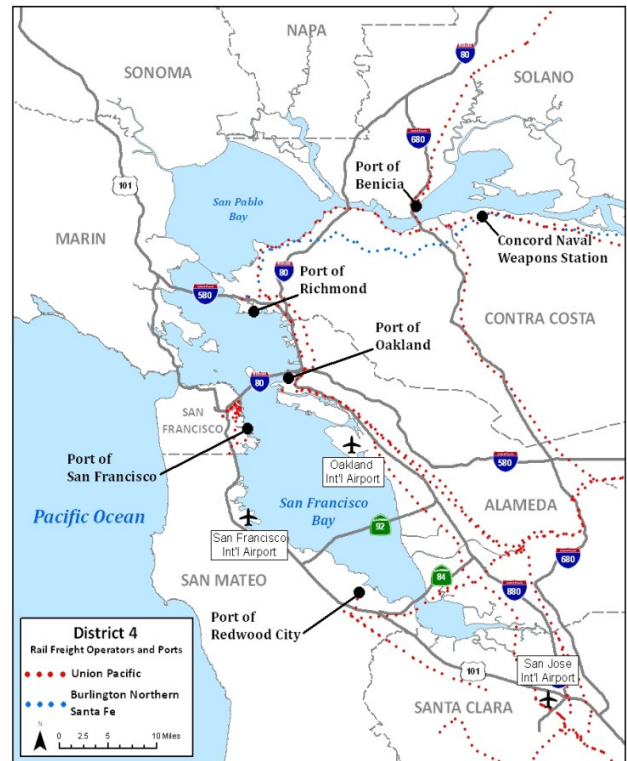 NAPA
SONOMA
80
SOLANO
680
Port of
Benicia
101
San Pablo
Bay
MARIN
Concord Naval
Weapons Station
80
580
Port of
Richmond
CONTRA COSTA
Port of
Oakland
80
SAN
FRANCISCO
Port of
San Francisco
Oakland
Int'l Airport
580
Pacific Ocean
San Francisco
Bay
ALAMEDA
92
San Francisco
Int'l Airport
680
SAN MATEO
84
880
Port of
Redwood City
District 4
Rail Freight Operators and Ports
Union Pacific
Burlington Northern
Santa Fe
N
0 2.5 5 10 Miles
101
San Jose
Int'l Airport
SANTA CLARA